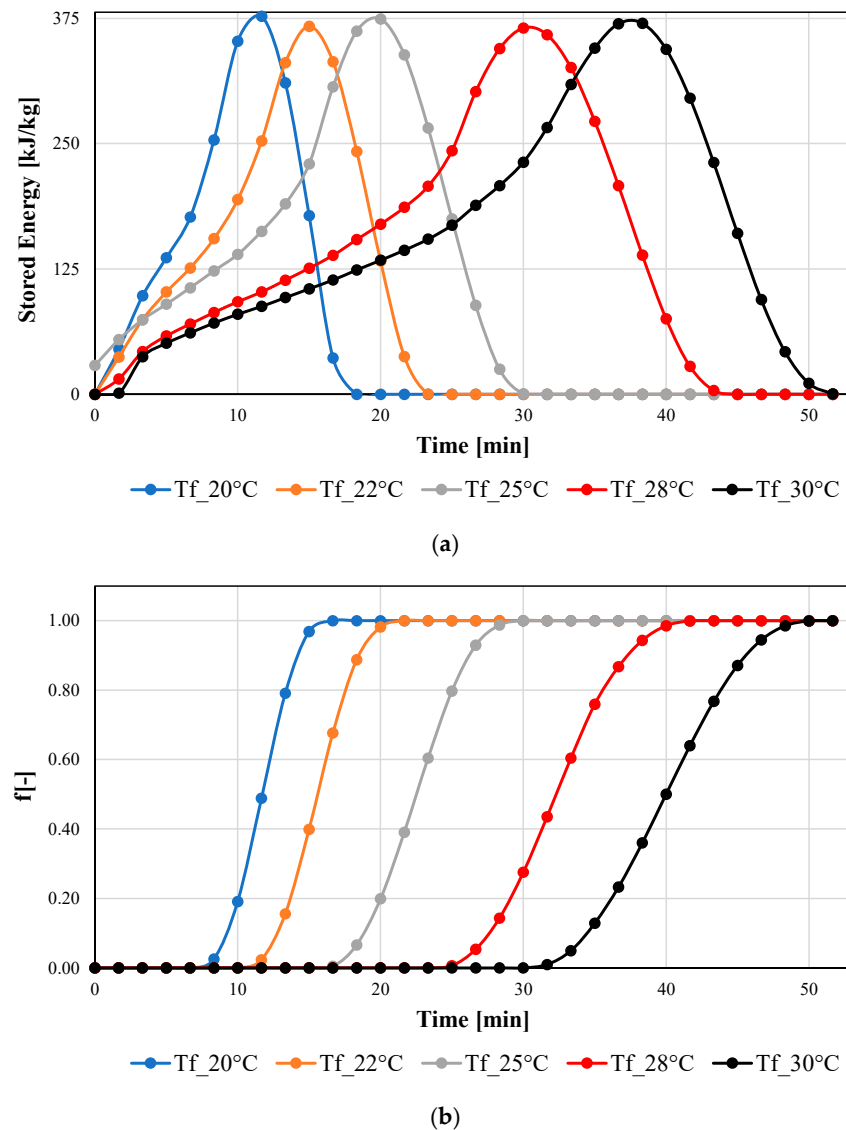 375
250
125
0
Stored Energy [kJ/kg]
0 10 20 30 40 50
Time [min]
Tf_20°C Tf_22°C Tf_25°C Tf_28°C Tf_30°C
(a)
1.00
0.80
0.60
0.40
0.20
0.00
f[-]
0 10 20 30 40 50
Time [min]
Tf_20°C Tf_22°C Tf_25°C Tf_28°C Tf_30°C
(b)